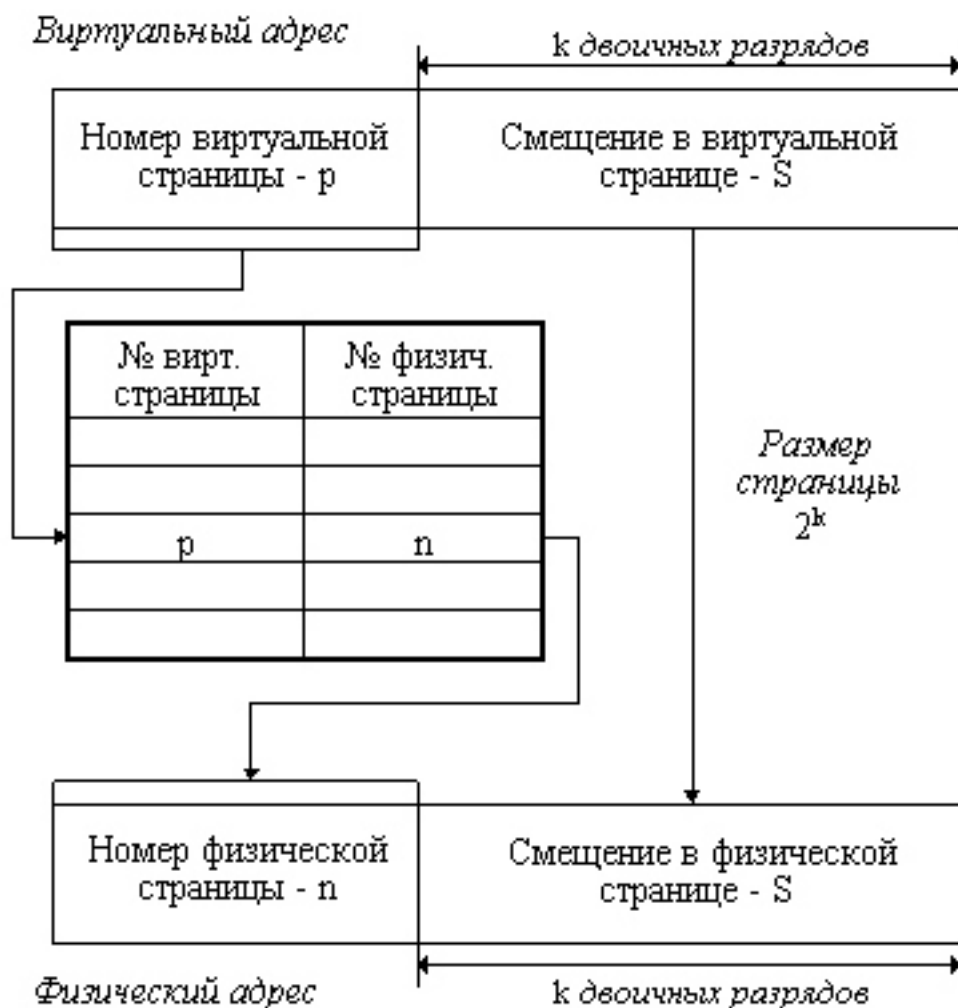 Виртуальный адрес
k двоичных разрядов
Номер виртуальной
страницы - p
Смещение в виртуальной
странице - S
№ вирт.
страницы
№ физич.
страницы
p
n
Размер
страницы
2ᵏ
Номер физической
страницы - n
Смещение в физической
странице - S
Физический адрес
k двоичных разрядов